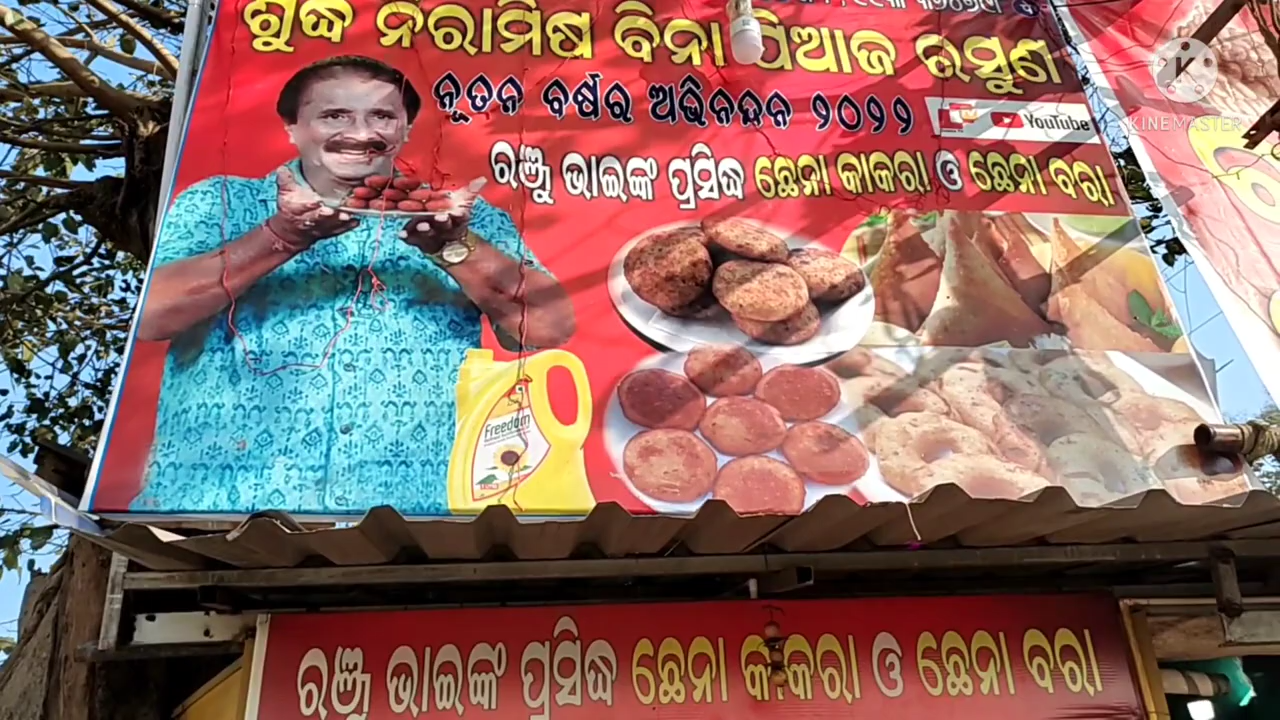 ଶୁଦ୍ଧ ନିରାମିଷ ବିନା ପିଆଜ ରସୁଣ
ନୂତନ ବର୍ଷର ଅଭିନନ୍ଦନ ୨୦୨୨
YouTube
KINEMASTER
ରଞ୍ଜୁ ଭାଇଙ୍କ ପ୍ରସିଦ୍ଧ ଛେନା କାକରା ଓ ଛେନା ବରା
Freedom
ରଞ୍ଜୁ ଭାଇଙ୍କ ପ୍ରସିଦ୍ଧ ଛେନା କାକରା ଓ ଛେନା ବରା